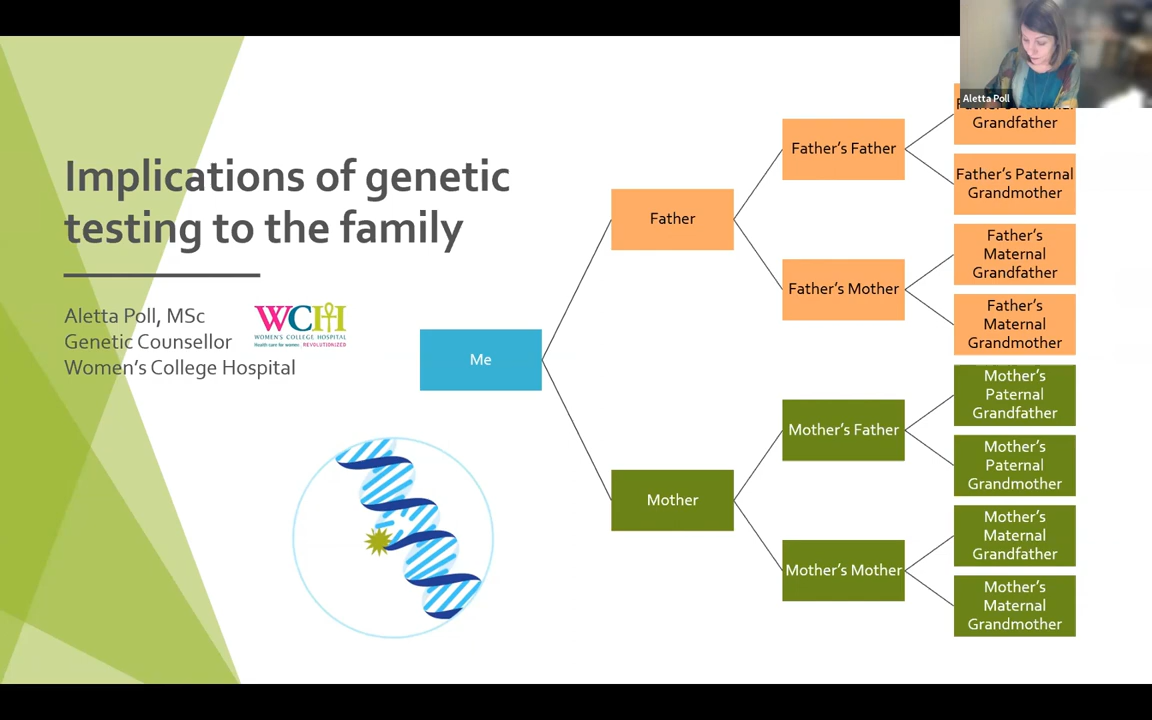 Implications of genetic
testing to the family
Aletta Poll, MSc
Genetic Counsellor
Women's College Hospital
WCH
WOMEN'S COLLEGE HOSPITAL
Health care for women | REVOLUTIONIZED
Me
Father
Mother
Father's Father
Father's Mother
Mother's Father
Mother's Mother
Aletta Poll
Father's Paternal
Grandfather
Father's Paternal
Grandmother
Father's
Maternal
Grandfather
Father's
Maternal
Grandmother
Mother's
Paternal
Grandfather
Mother's
Paternal
Grandmother
Mother's
Maternal
Grandfather
Mother's
Maternal
Grandmother